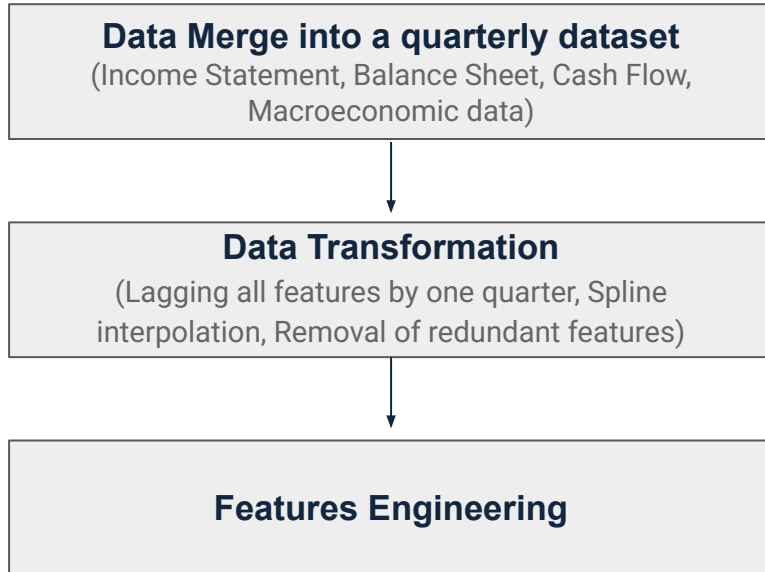 Data Merge into a quarterly dataset
(Income Statement, Balance Sheet, Cash Flow,
Macroeconomic data)
Data Transformation
(Lagging all features by one quarter, Spline
interpolation, Removal of redundant features)
Features Engineering